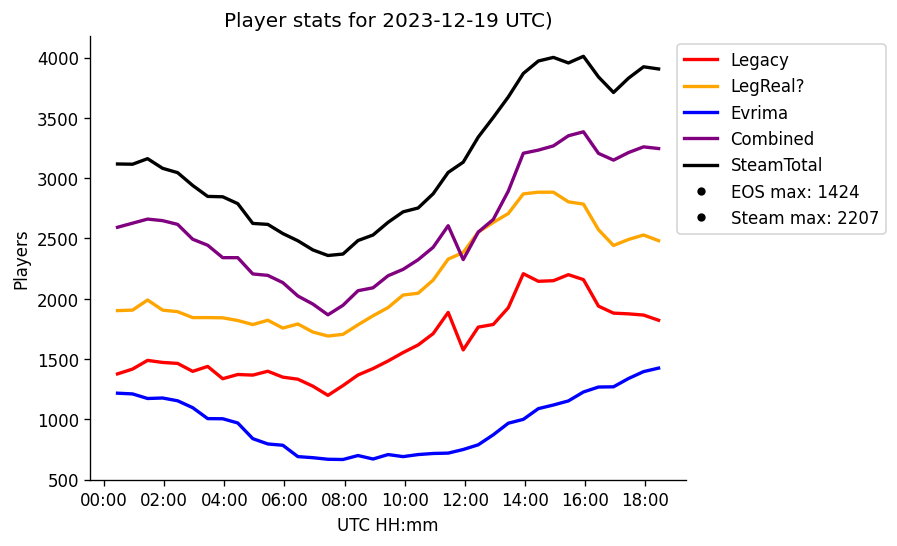 Player stats for 2023-12-19 UTC)
Players
4000
3500
3000
2500
2000
1500
1000
500
00:00 02:00 04:00 06:00 08:00 10:00 12:00 14:00 16:00 18:00
UTC HH:mm
Legacy
LegReal?
Evrima
Combined
SteamTotal
EOS max: 1424
Steam max: 2207